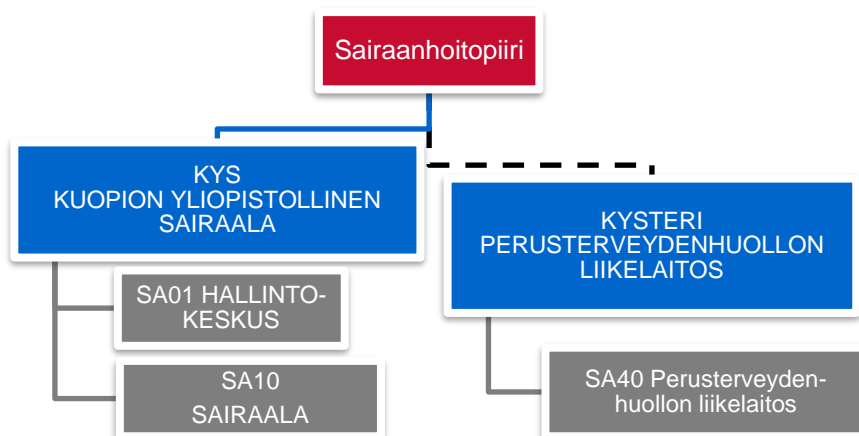 Sairaanhoitopiiri
KYS
KUOPION YLIOPISTOLLINEN
SAIRAALA
SA01 HALLINTO-
KESKUS
SA10
SAIRAALA
KYSTERI
PERUSTERVEYDENHUOLLON
LIIKELAITOS
SA40 Perusterveyden-
huollon liikelaitos